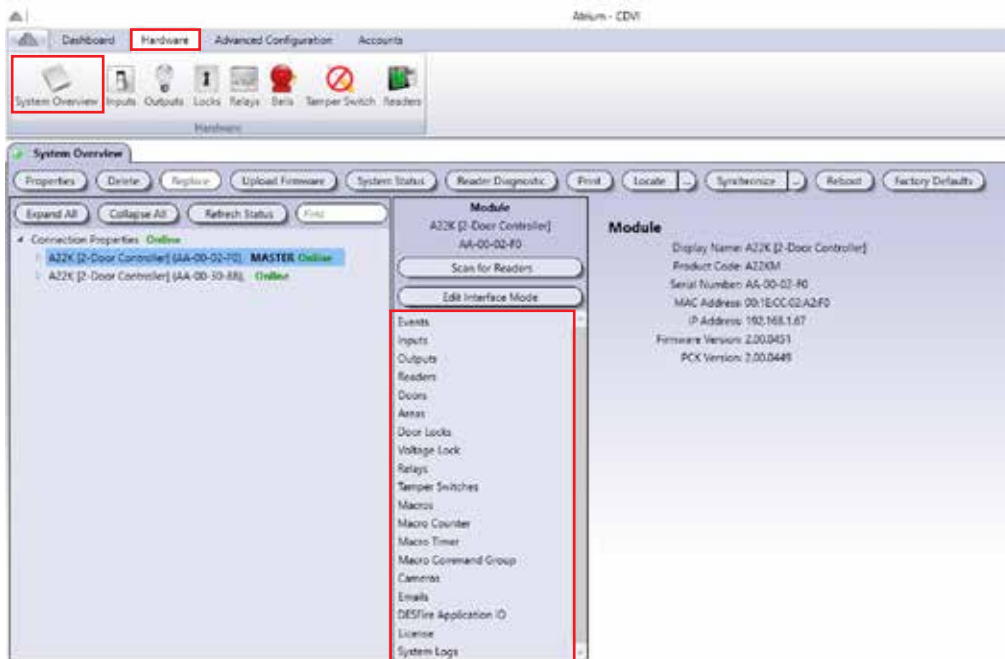 Atrium - CDVI
Dashboard Hardware Advanced Configuration Accounts
System Overview Inputs Outputs Locks Relays Bells Tamper Switch Readers
Hardware
System Overview
Properties Delete Replace Upload Firmware System Status Reader Diagnostic Print Locate ... Synchronize ... Reboot Factory Defaults
Expand All Collapse All Refresh Status Find
Connection Properties Online
A22K [2-Door Controller] (AA-00-02-F0), MASTER Online
A22K [2-Door Controller] (AA-00-30-88), Online
Module
A22K [2-Door Controller]
AA-00-02-F0
Scan for Readers
Edit Interface Mode
Events
Inputs
Outputs
Readers
Doors
Areas
Door Locks
Voltage Lock
Relays
Tamper Switches
Macros
Macro Counter
Macro Timer
Macro Command Group
Cameras
Emails
DESFire Application ID
License
System Logs
Module
Display Name: A22K [2-Door Controller]
Product Code: A22KM
Serial Number: AA-00-02-F0
MAC Address: 00:1E:CC:02:A2:F0
IP Address: 192.168.1.67
Firmware Version: 2.00.0451
PCK Version: 2.00.0449